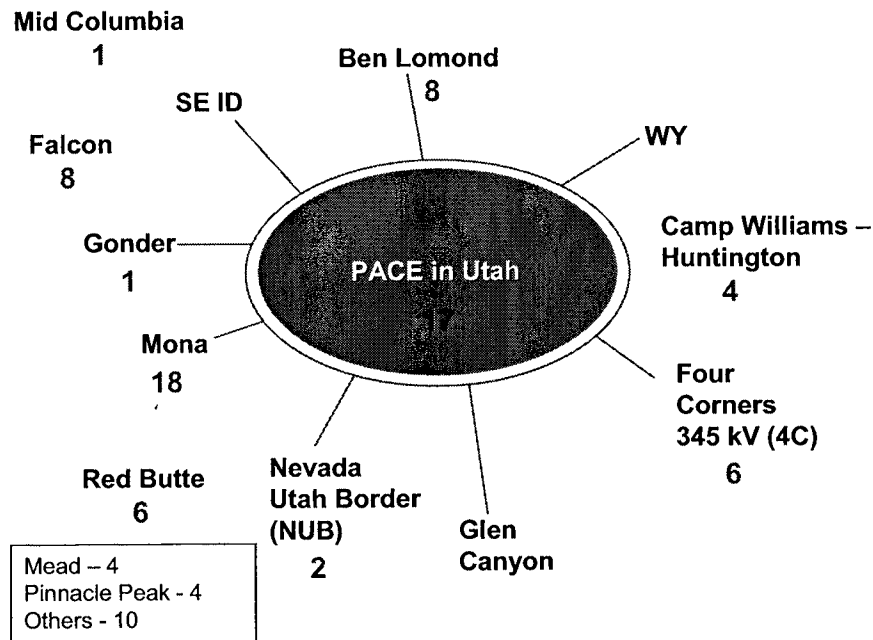 Mid Columbia
1
Ben Lomond
8
SE ID
WY
Falcon
8
Camp Williams –
Huntington
4
Gonder
1
PACE in Utah
17
Mona
18
Four
Corners
345 kV (4C)
6
Red Butte
6
Nevada
Utah Border
(NUB)
2
Glen
Canyon
Mead – 4
Pinnacle Peak - 4
Others - 10